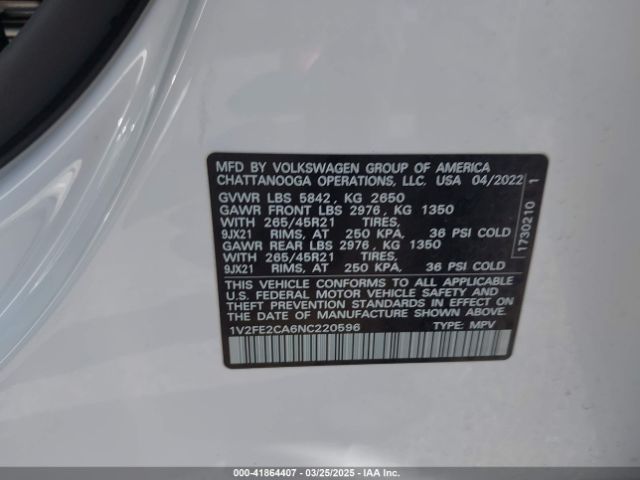 MFD BY VOLKSWAGEN GROUP OF AMERICA
CHATTANOOGA OPERATIONS, LLC. USA 04/2022
GVWR LBS 5842, KG 2650
GAWR FRONT LBS 2976, KG 1350
WITH 265/45R21 TIRES,
9JX21 RIMS, AT 250 KPA, 36 PSI COLD
GAWR REAR LBS 2976, KG 1350
WITH 265/45R21 TIRES,
9JX21 RIMS, AT 250 KPA, 36 PSI COLD
THIS VEHICLE CONFORMS TO ALL APPLICABLE
U.S. FEDERAL MOTOR VEHICLE SAFETY AND
THEFT PREVENTION STANDARDS IN EFFECT ON
THE DATE OF MANUFACTURE SHOWN ABOVE.
1V2FE2CA6NC220596 TYPE: MPV
1730210 1
000-41864407 / 03/25/2025 - IAA Inc.